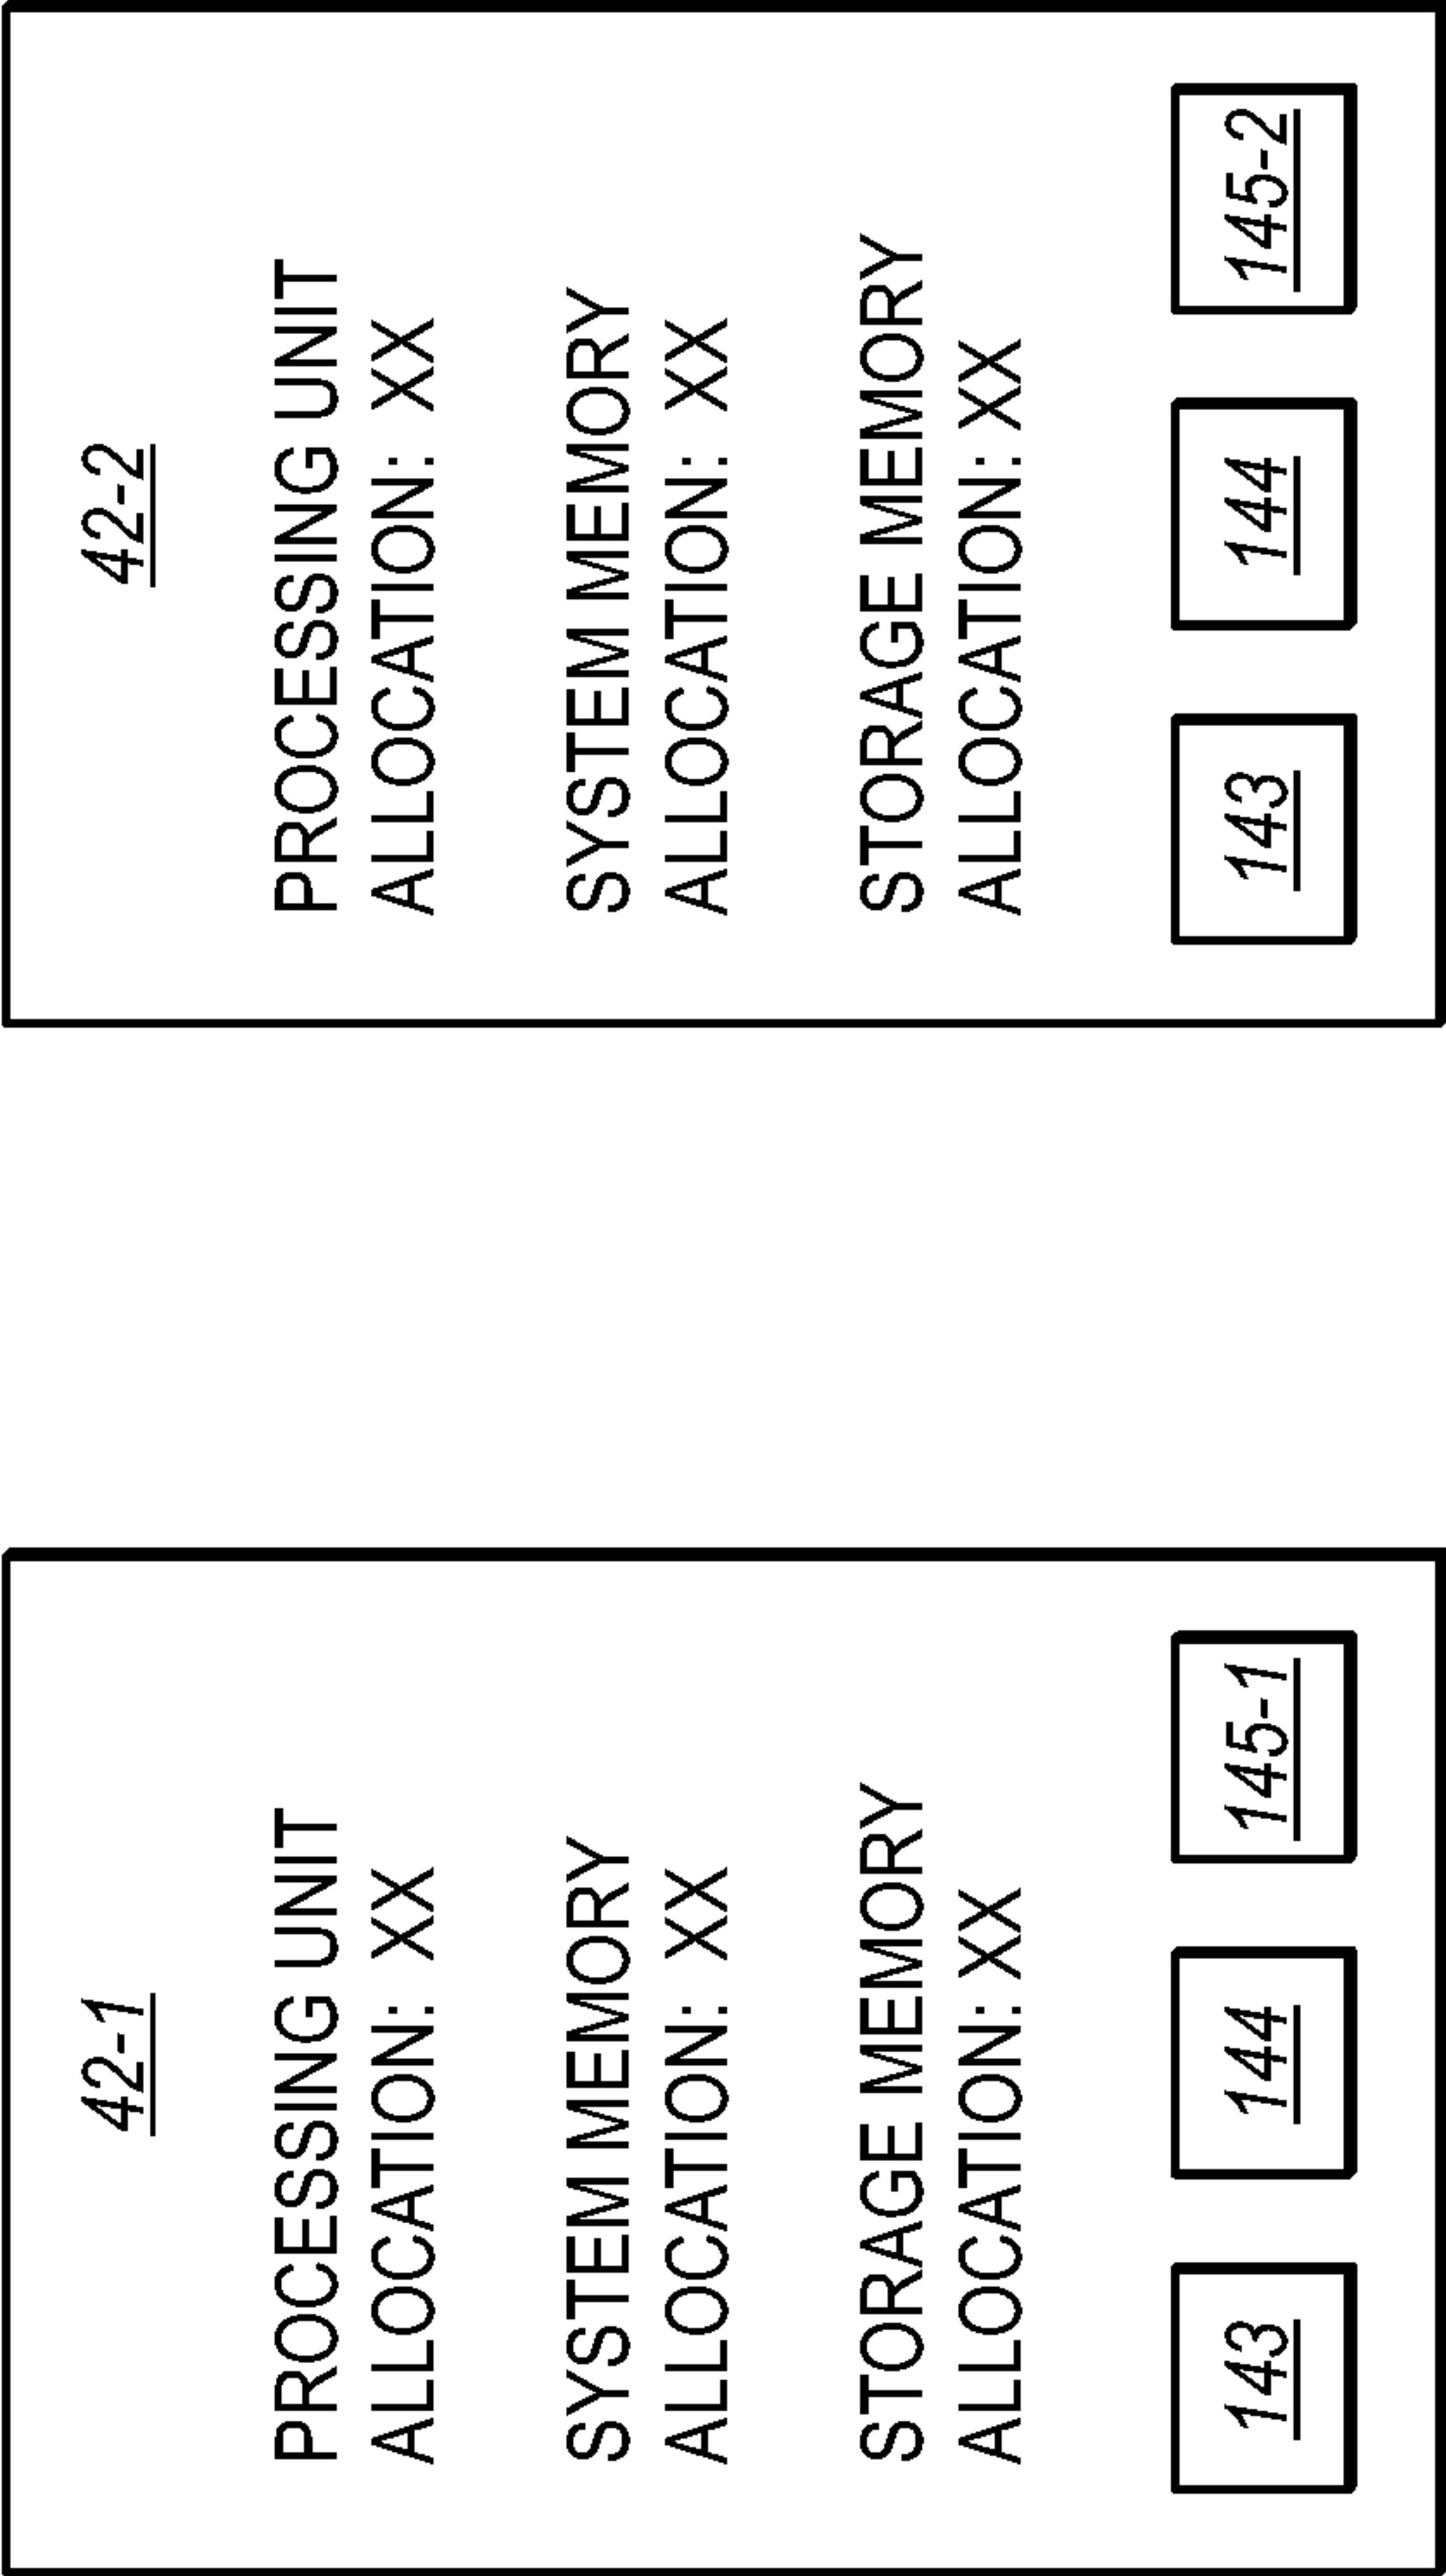 42-1
PROCESSING UNIT
ALLOCATION: XX
SYSTEM MEMORY
ALLOCATION: XX
STORAGE MEMORY
ALLOCATION: XX
143
144
145-1
42-2
PROCESSING UNIT
ALLOCATION: XX
SYSTEM MEMORY
ALLOCATION: XX
STORAGE MEMORY
ALLOCATION: XX
143
144
145-2